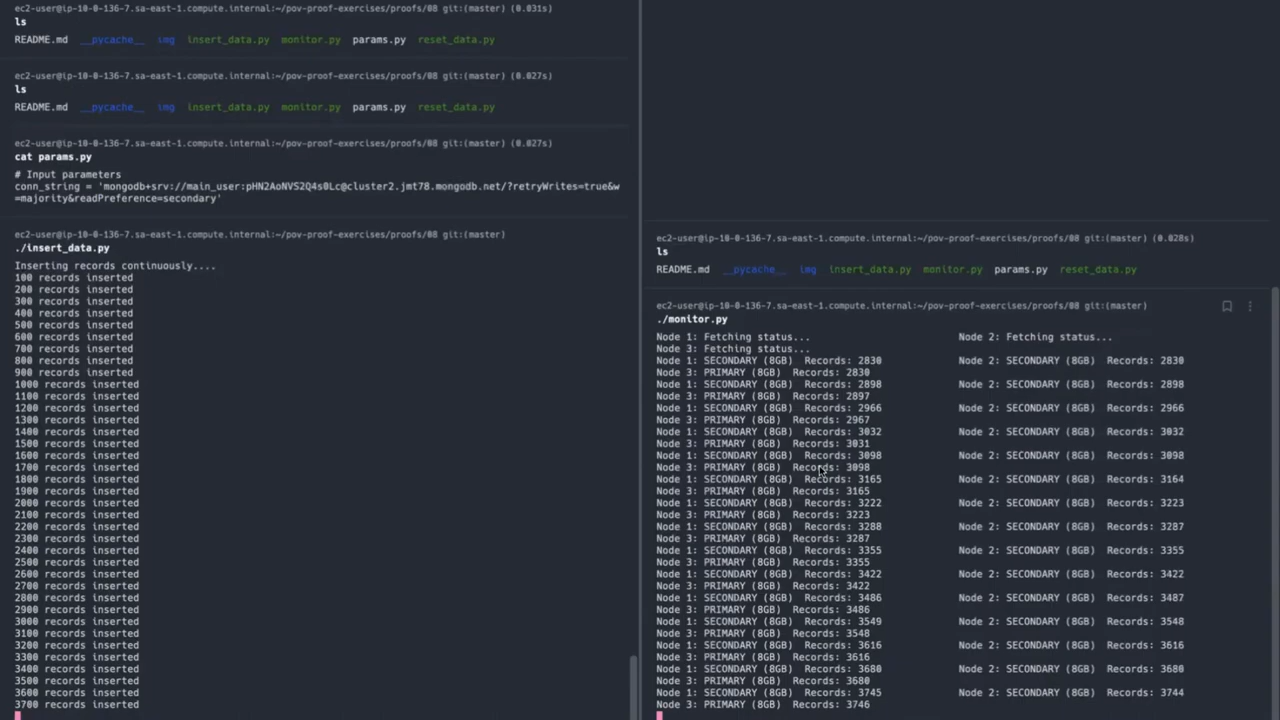 ec2-user@ip-10-0-136-7.sa-east-1.compute.internal:~/pov-proof-exercises/proofs/08 git:(master) (0.031s)
ls
README.md __pycache__ img insert_data.py monitor.py params.py reset_data.py
ec2-user@ip-10-0-136-7.sa-east-1.compute.internal:~/pov-proof-exercises/proofs/08 git:(master) (0.027s)
ls
README.md __pycache__ img insert_data.py monitor.py params.py reset_data.py
ec2-user@ip-10-0-136-7.sa-east-1.compute.internal:~/pov-proof-exercises/proofs/08 git:(master) (0.027s)
cat params.py
# Input parameters
conn_string = 'mongodb+srv://main_user:pHN2AoNVS2Q4s0Lc@cluster2.jmt78.mongodb.net/?retryWrites=true&w
=majority&readPreference=secondary'
ec2-user@ip-10-0-136-7.sa-east-1.compute.internal:~/pov-proof-exercises/proofs/08 git:(master)
./insert_data.py
Inserting records continuously....
100 records inserted
200 records inserted
300 records inserted
400 records inserted
500 records inserted
600 records inserted
700 records inserted
800 records inserted
900 records inserted
1000 records inserted
1100 records inserted
1200 records inserted
1300 records inserted
1400 records inserted
1500 records inserted
1600 records inserted
1700 records inserted
1800 records inserted
1900 records inserted
2000 records inserted
2100 records inserted
2200 records inserted
2300 records inserted
2400 records inserted
2500 records inserted
2600 records inserted
2700 records inserted
2800 records inserted
2900 records inserted
3000 records inserted
3100 records inserted
3200 records inserted
3300 records inserted
3400 records inserted
3500 records inserted
3600 records inserted
3700 records inserted
ec2-user@ip-10-0-136-7.sa-east-1.compute.internal:~/pov-proof-exercises/proofs/08 git:(master) (0.028s)
ls
README.md __pycache__ img insert_data.py monitor.py params.py reset_data.py
ec2-user@ip-10-0-136-7.sa-east-1.compute.internal:~/pov-proof-exercises/proofs/08 git:(master)
./monitor.py
Node 1: Fetching status... Node 2: Fetching status...
Node 3: Fetching status...
Node 1: SECONDARY (8GB) Records: 2830 Node 2: SECONDARY (8GB) Records: 2830
Node 3: PRIMARY (8GB) Records: 2830
Node 1: SECONDARY (8GB) Records: 2898 Node 2: SECONDARY (8GB) Records: 2898
Node 3: PRIMARY (8GB) Records: 2897
Node 1: SECONDARY (8GB) Records: 2966 Node 2: SECONDARY (8GB) Records: 2966
Node 3: PRIMARY (8GB) Records: 2967
Node 1: SECONDARY (8GB) Records: 3032 Node 2: SECONDARY (8GB) Records: 3032
Node 3: PRIMARY (8GB) Records: 3031
Node 1: SECONDARY (8GB) Records: 3098 Node 2: SECONDARY (8GB) Records: 3098
Node 3: PRIMARY (8GB) Records: 3098
Node 1: SECONDARY (8GB) Records: 3165 Node 2: SECONDARY (8GB) Records: 3164
Node 3: PRIMARY (8GB) Records: 3165
Node 1: SECONDARY (8GB) Records: 3222 Node 2: SECONDARY (8GB) Records: 3223
Node 3: PRIMARY (8GB) Records: 3223
Node 1: SECONDARY (8GB) Records: 3288 Node 2: SECONDARY (8GB) Records: 3287
Node 3: PRIMARY (8GB) Records: 3287
Node 1: SECONDARY (8GB) Records: 3355 Node 2: SECONDARY (8GB) Records: 3355
Node 3: PRIMARY (8GB) Records: 3355
Node 1: SECONDARY (8GB) Records: 3422 Node 2: SECONDARY (8GB) Records: 3422
Node 3: PRIMARY (8GB) Records: 3422
Node 1: SECONDARY (8GB) Records: 3486 Node 2: SECONDARY (8GB) Records: 3487
Node 3: PRIMARY (8GB) Records: 3486
Node 1: SECONDARY (8GB) Records: 3549 Node 2: SECONDARY (8GB) Records: 3548
Node 3: PRIMARY (8GB) Records: 3548
Node 1: SECONDARY (8GB) Records: 3616 Node 2: SECONDARY (8GB) Records: 3616
Node 3: PRIMARY (8GB) Records: 3616
Node 1: SECONDARY (8GB) Records: 3680 Node 2: SECONDARY (8GB) Records: 3680
Node 3: PRIMARY (8GB) Records: 3680
Node 1: SECONDARY (8GB) Records: 3745 Node 2: SECONDARY (8GB) Records: 3744
Node 3: PRIMARY (8GB) Records: 3746